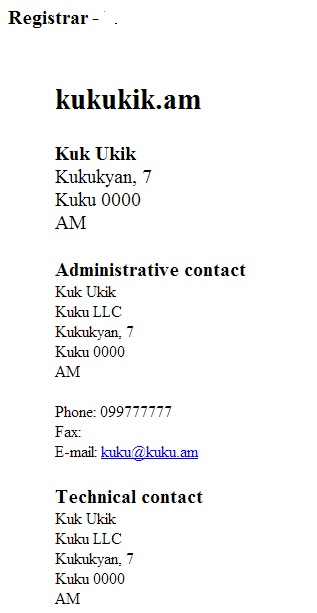 Registrar - .
kukukik.am
Kuk Ukik
Kukukyan, 7
Kuku 0000
AM
Administrative contact
Kuk Ukik
Kuku LLC
Kukukyan, 7
Kuku 0000
AM
Phone: 099777777
Fax:
E-mail: kuku@kuku.am
Technical contact
Kuk Ukik
Kuku LLC
Kukukyan, 7
Kuku 0000
AM